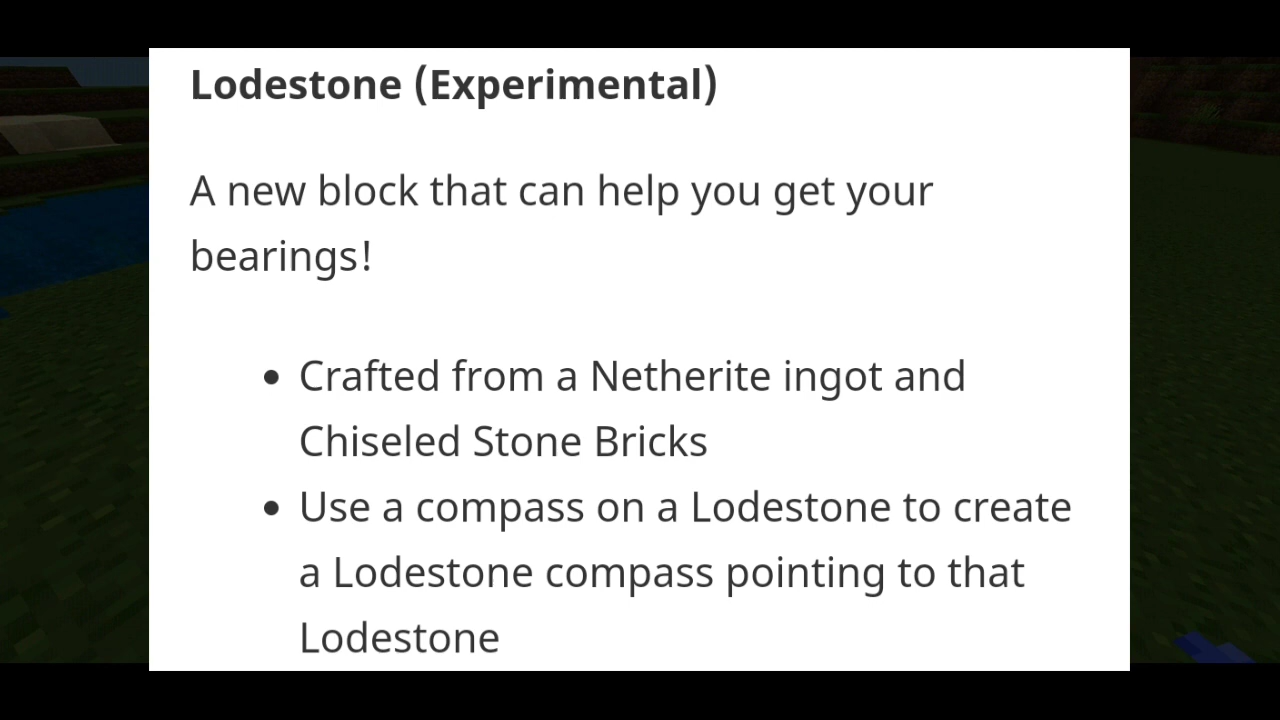 Lodestone (Experimental)
A new block that can help you get your
bearings!
• Crafted from a Netherite ingot and
Chiseled Stone Bricks
• Use a compass on a Lodestone to create
a Lodestone compass pointing to that
Lodestone